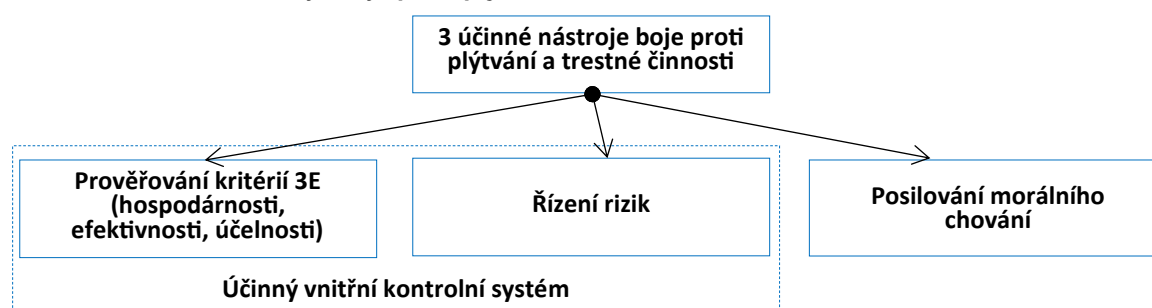 3 účinné nástroje boje proti
plýtvání a trestné činnosti
Prověřování kritérií 3E
(hospodárnosti,
efektivnosti, účelnosti)
Řízení rizik
Posilování morálního
chování
Účinný vnitřní kontrolní systém